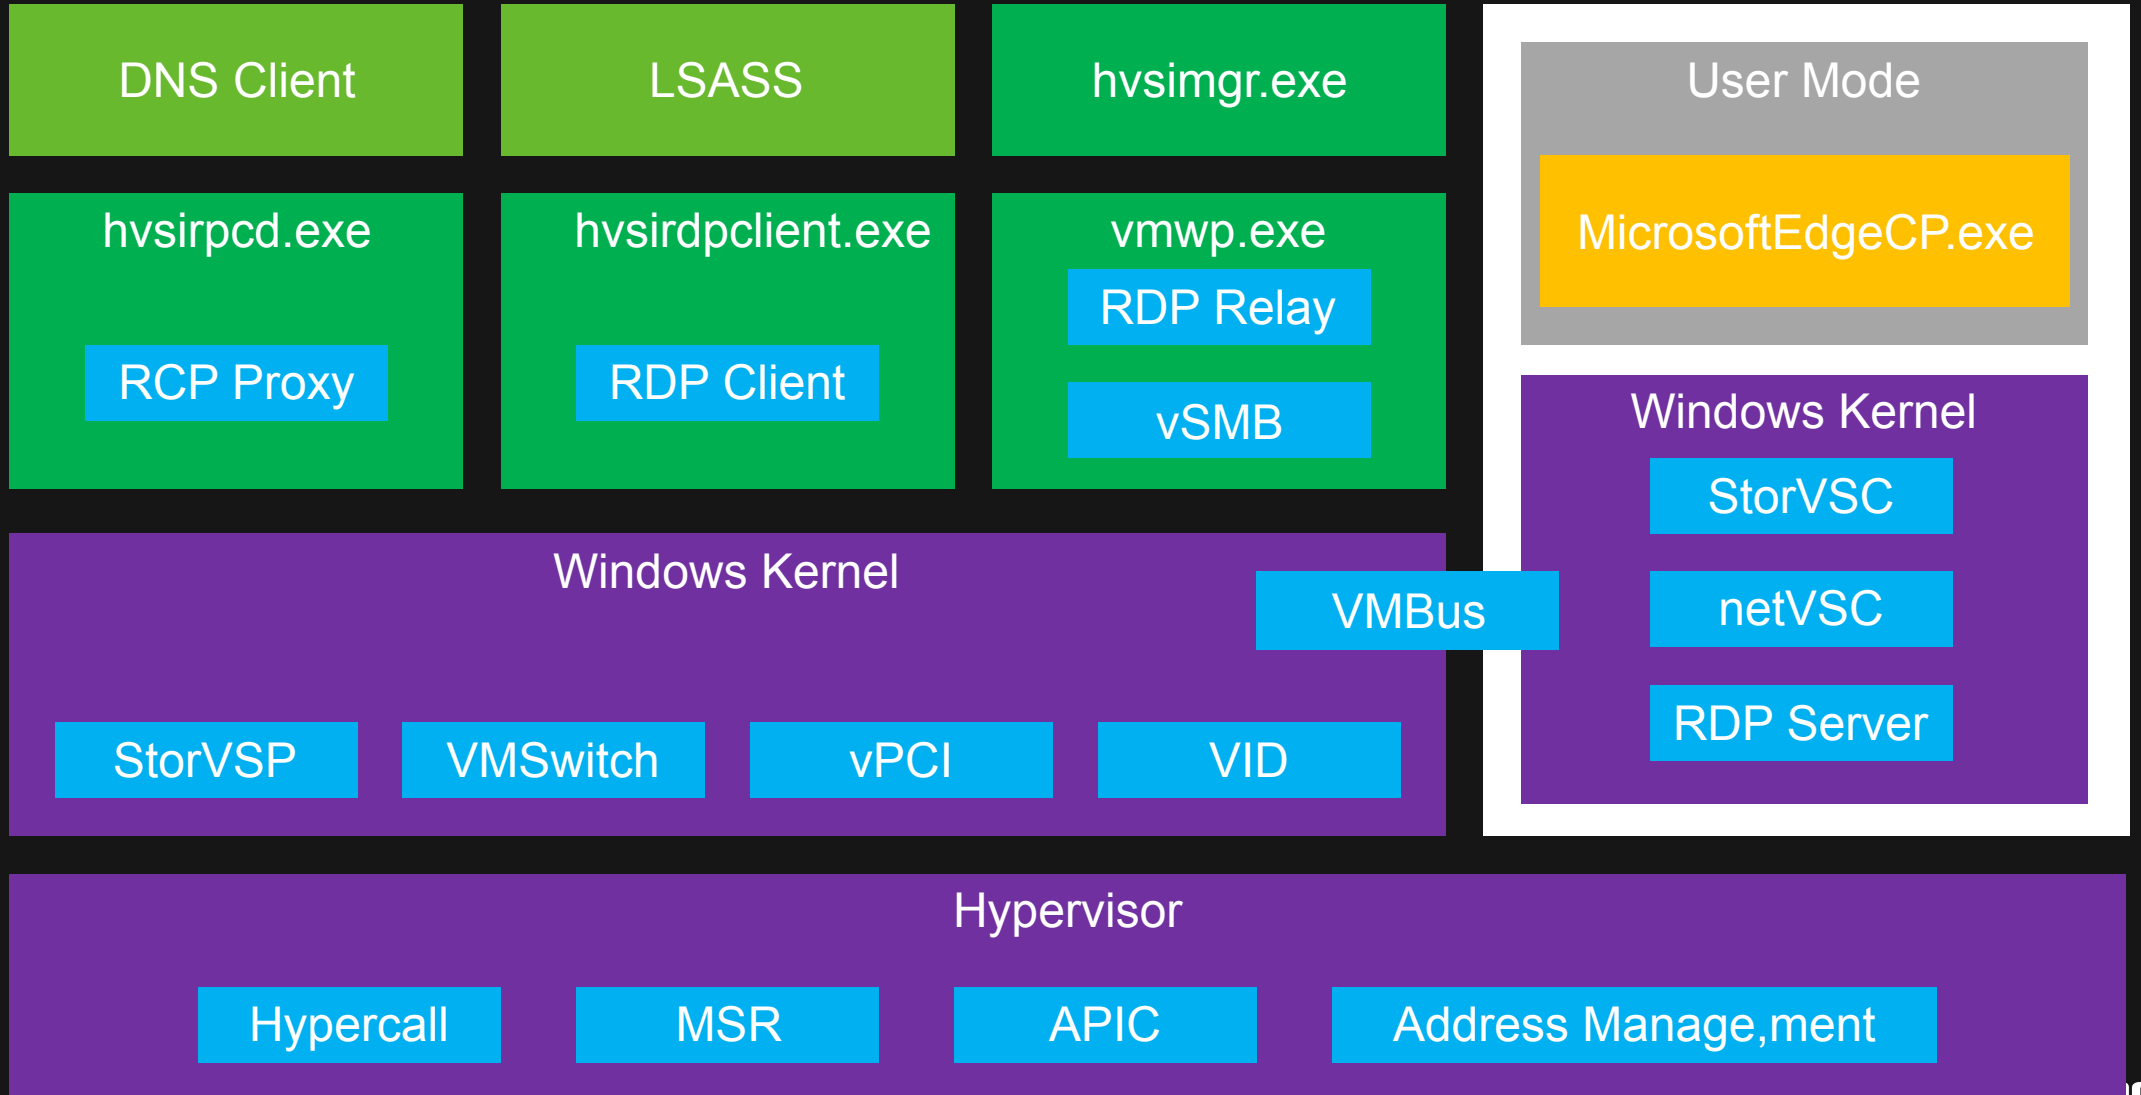 DNS Client
LSASS
hvsimgr.exe
User Mode
MicrosoftEdgeCP.exe
hvsirpcd.exe
RCP Proxy
hvsirdpclient.exe
RDP Client
vmwp.exe
RDP Relay
vSMB
Windows Kernel
StorVSC
netVSC
RDP Server
Windows Kernel
VMBus
StorVSP
VMSwitch
vPCI
VID
Hypervisor
Hypercall
MSR
APIC
Address Manage,ment